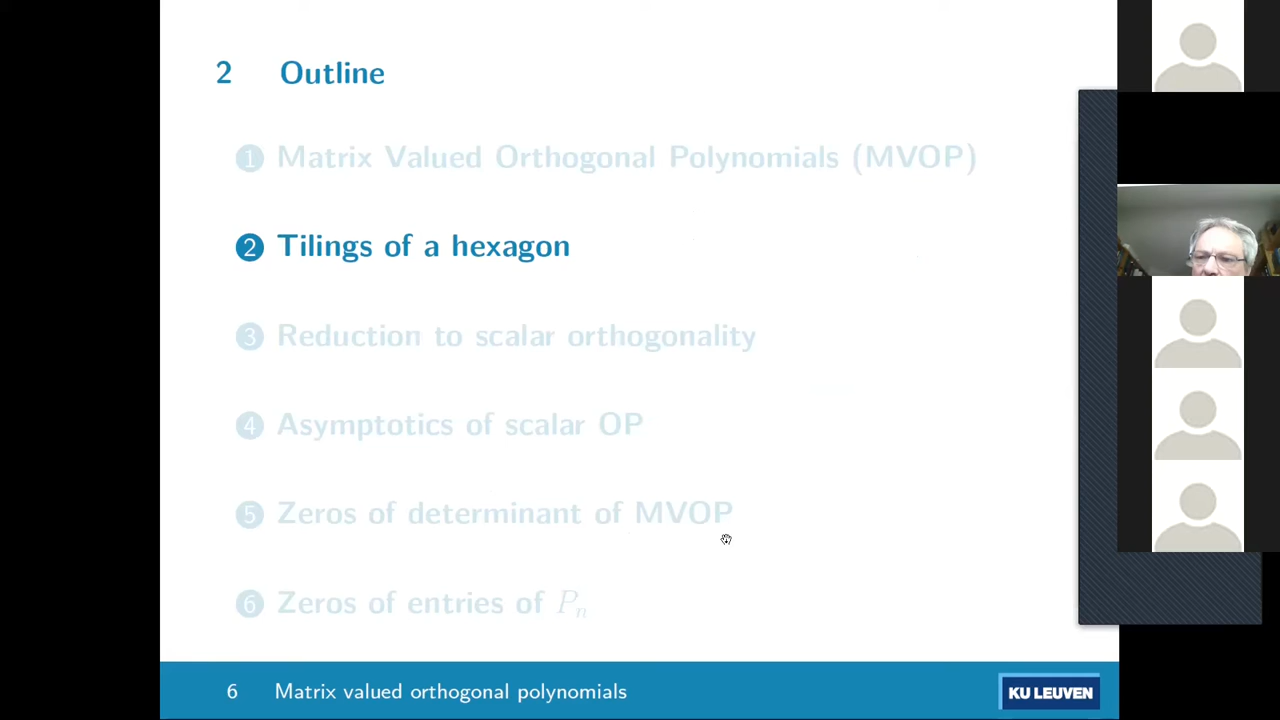 2 Outline
1 Matrix Valued Orthogonal Polynomials (MVOP)
2 Tilings of a hexagon
3 Reduction to scalar orthogonality
4 Asymptotics of scalar OP
5 Zeros of determinant of MVOP
6 Zeros of entries of Pn
6 Matrix valued orthogonal polynomials
KU LEUVEN